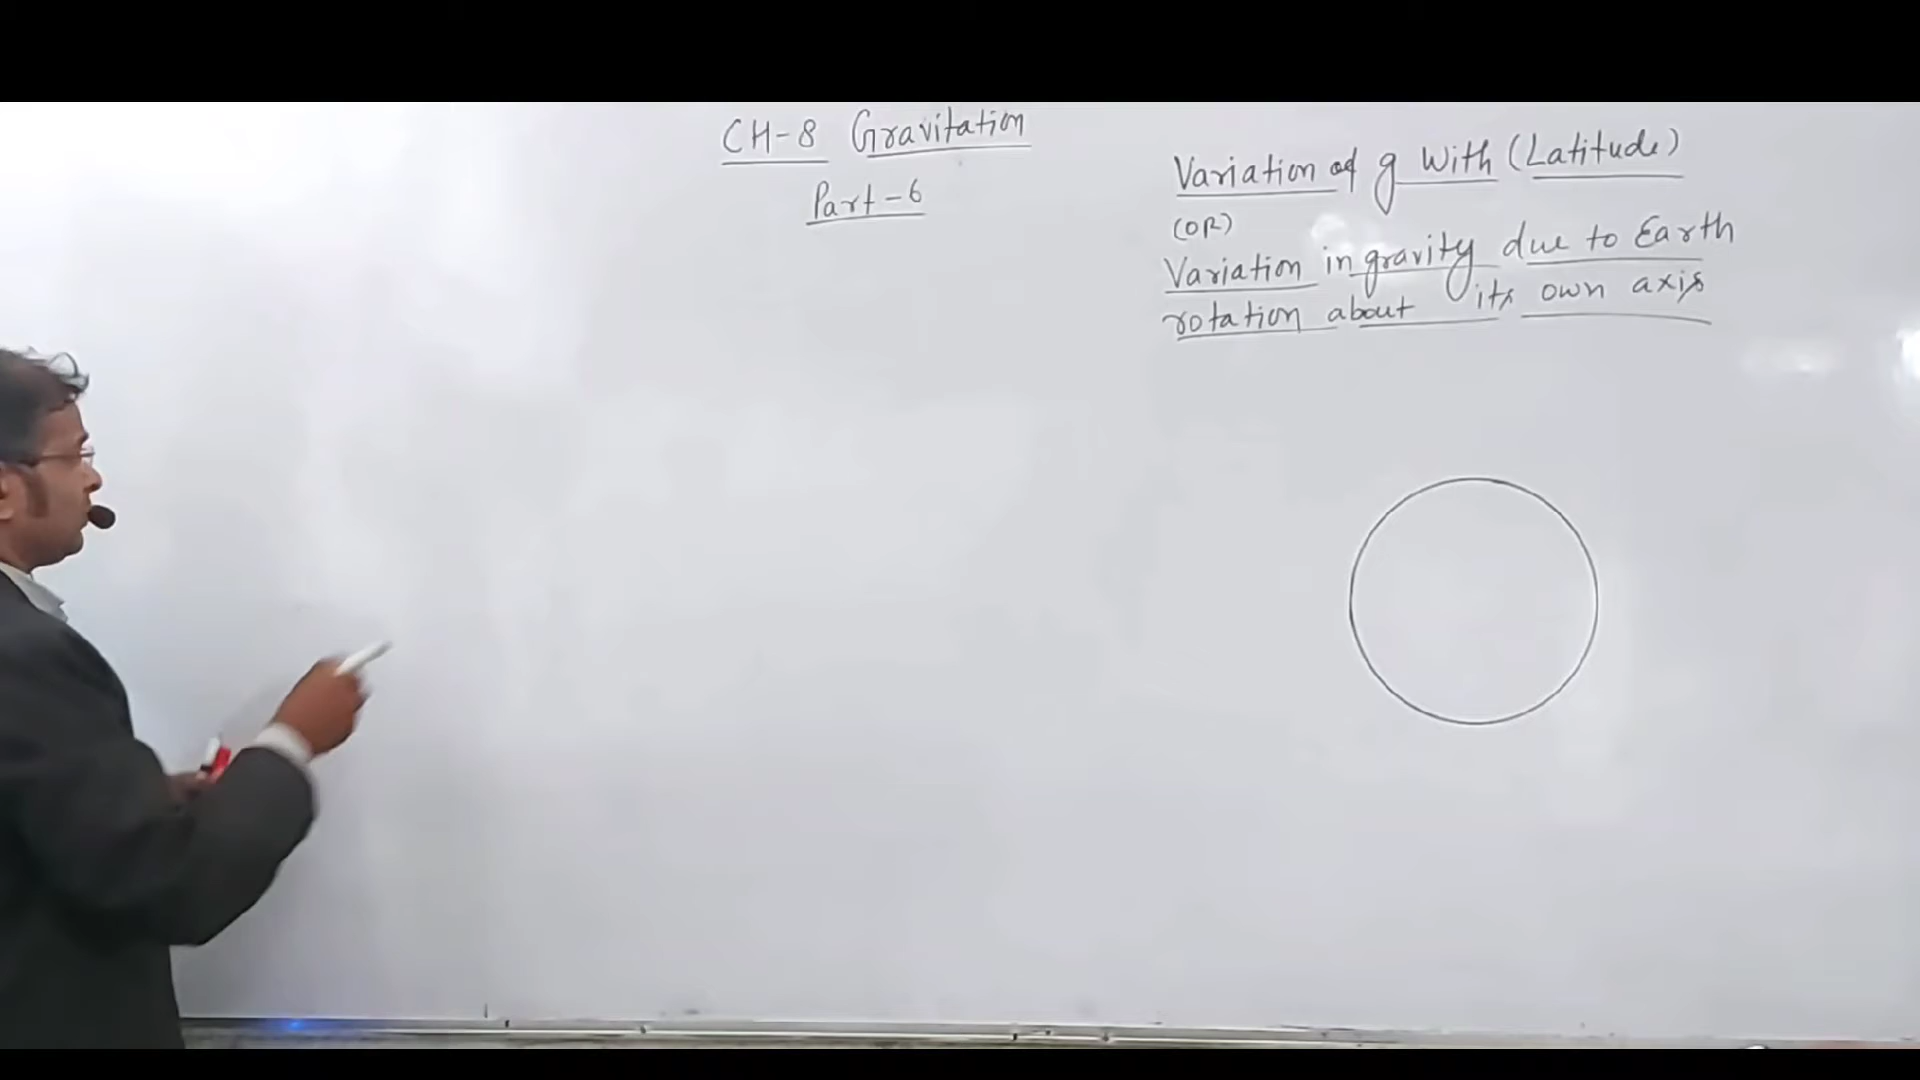 CH-8 Gravitation
Part-6
Variation of g With (Latitude)
(OR)
Variation in gravity due to Earth
rotation about its own axis